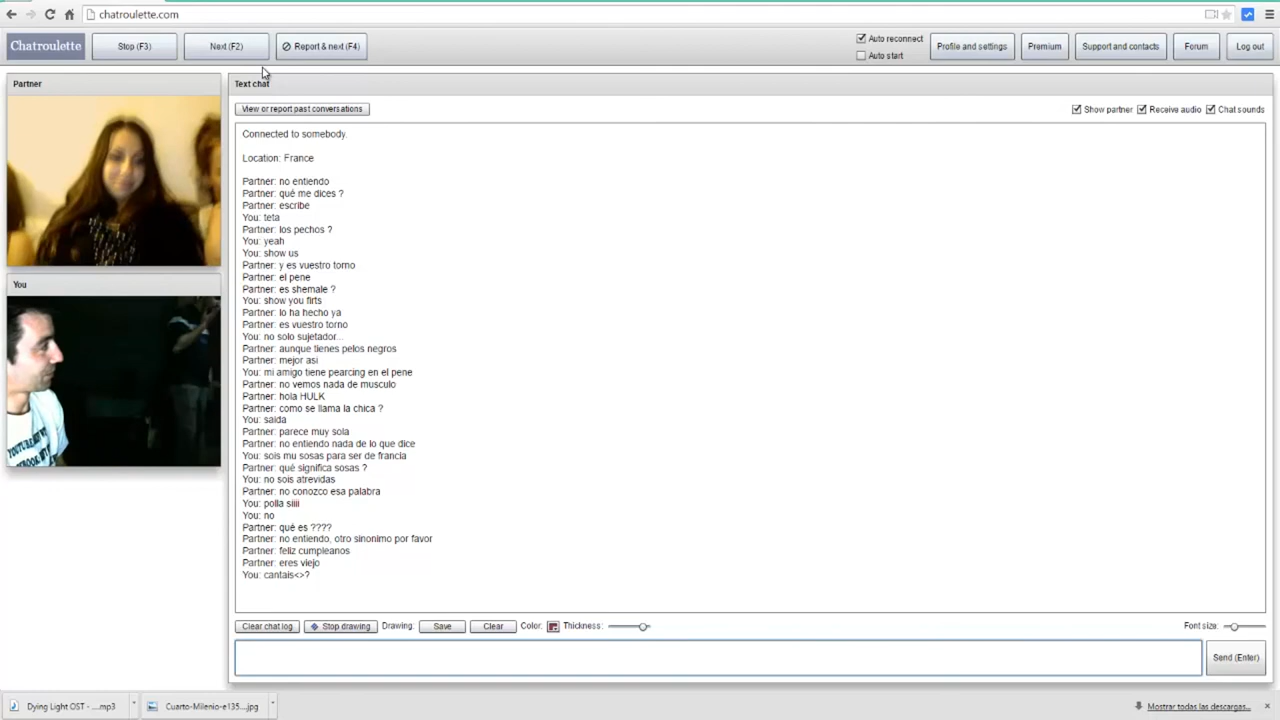 chatroulette.com
Chatroulette
Stop (F3)
Next (F2)
Report & next (F4)
Auto reconnect
Auto start
Profile and settings
Premium
Support and contacts
Forum
Log out
Partner
Text chat
View or report past conversations
Show partner
Receive audio
Chat sounds
Connected to somebody.
Location: France
Partner: no entiendo
Partner: qué me dices ?
Partner: escribe
You: teta
Partner: los pechos ?
You: yeah
You: show us
Partner: y es vuestro torno
Partner: el pene
Partner: es shemale ?
You: show you firts
Partner: lo ha hecho ya
Partner: es vuestro torno
You: no solo sujetador...
Partner: aunque tienes pelos negros
Partner: mejor asi
You: mi amigo tiene pearcing en el pene
Partner: no vemos nada de musculo
Partner: hola HULK
Partner: como se llama la chica ?
You: saida
Partner: parece muy sola
Partner: no entiendo nada de lo que dice
You: sois mu sosas para ser de francia
Partner: qué significa sosas ?
You: no sois atrevidas
Partner: no conozco esa palabra
You: polla siiii
You: no
Partner: qué es ????
Partner: no entiendo, otro sinonimo por favor
Partner: feliz cumpleanos
Partner: eres viejo
You: cantais<>?
You
Clear chat log
Stop drawing
Drawing:
Save
Clear
Color:
Thickness:
Font size:
Send (Enter)
Dying Light OST - ....mp3
Cuarto-Milenio-e135....jpg
Mostrar todas las descargas...